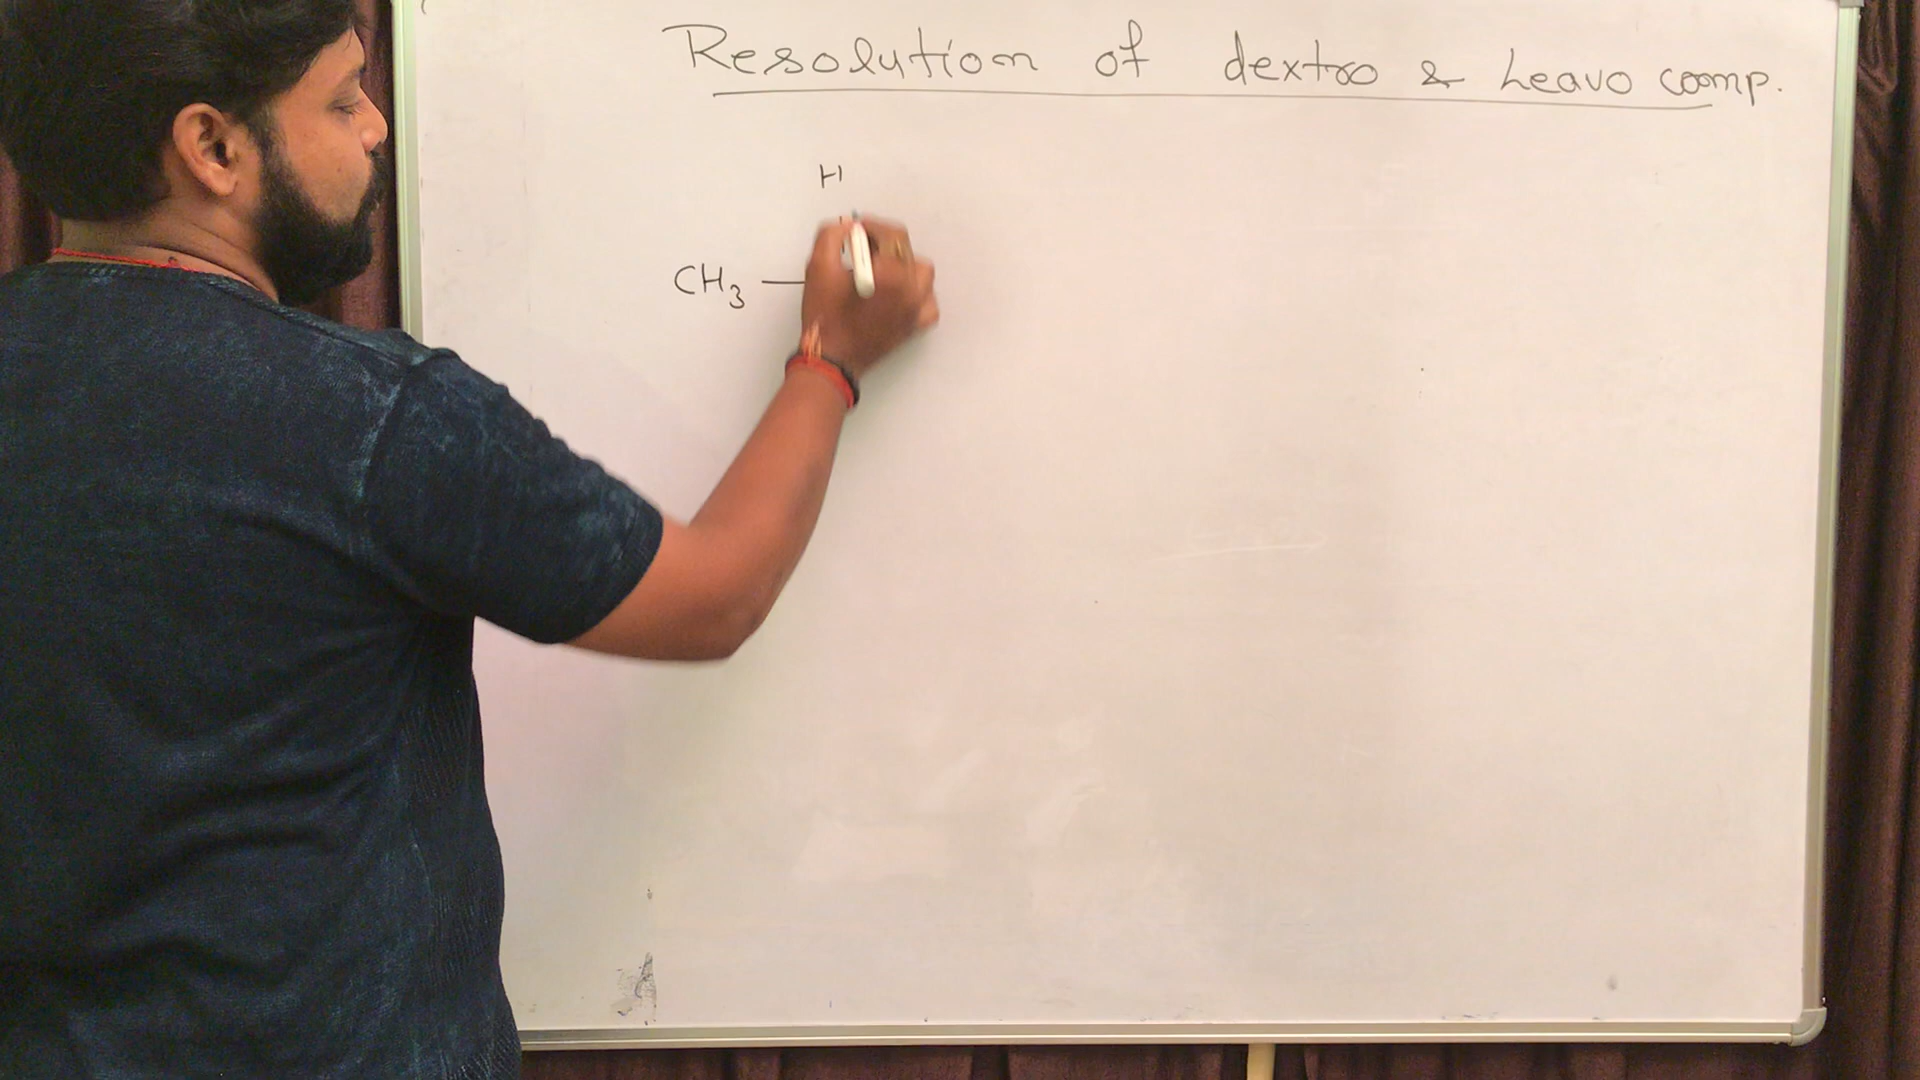 Resolution of dextro & Leavo comp.
H
CH3 —